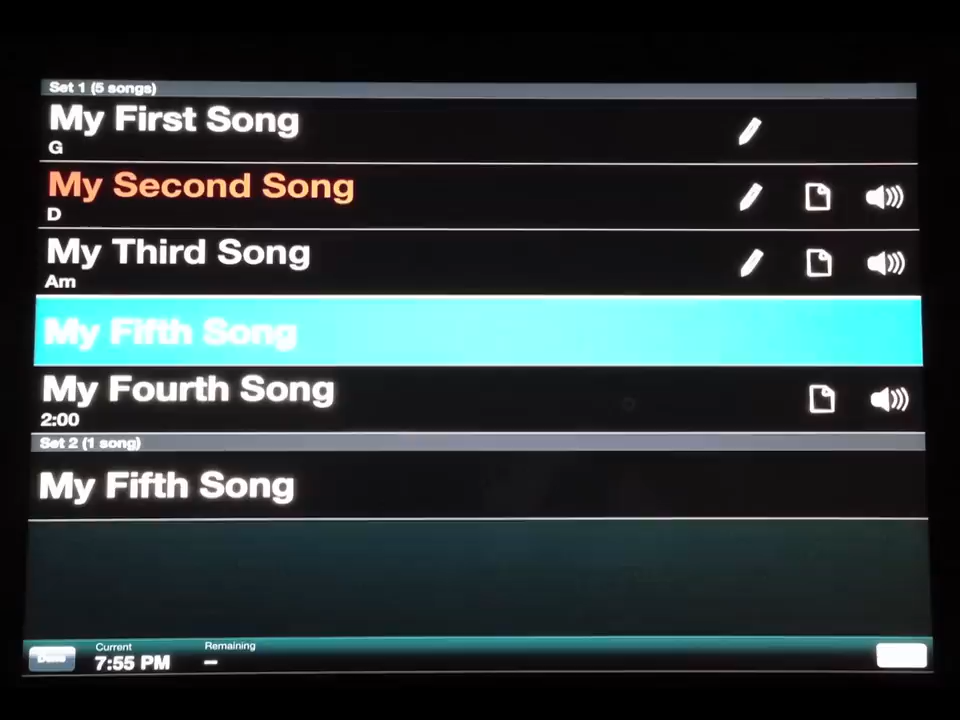 Set 1 (5 songs)
My First Song
G
My Second Song
D
My Third Song
Am
My Fifth Song
My Fourth Song
2:00
Set 2 (1 song)
My Fifth Song
Current
Remaining
Done
7:55 PM
–